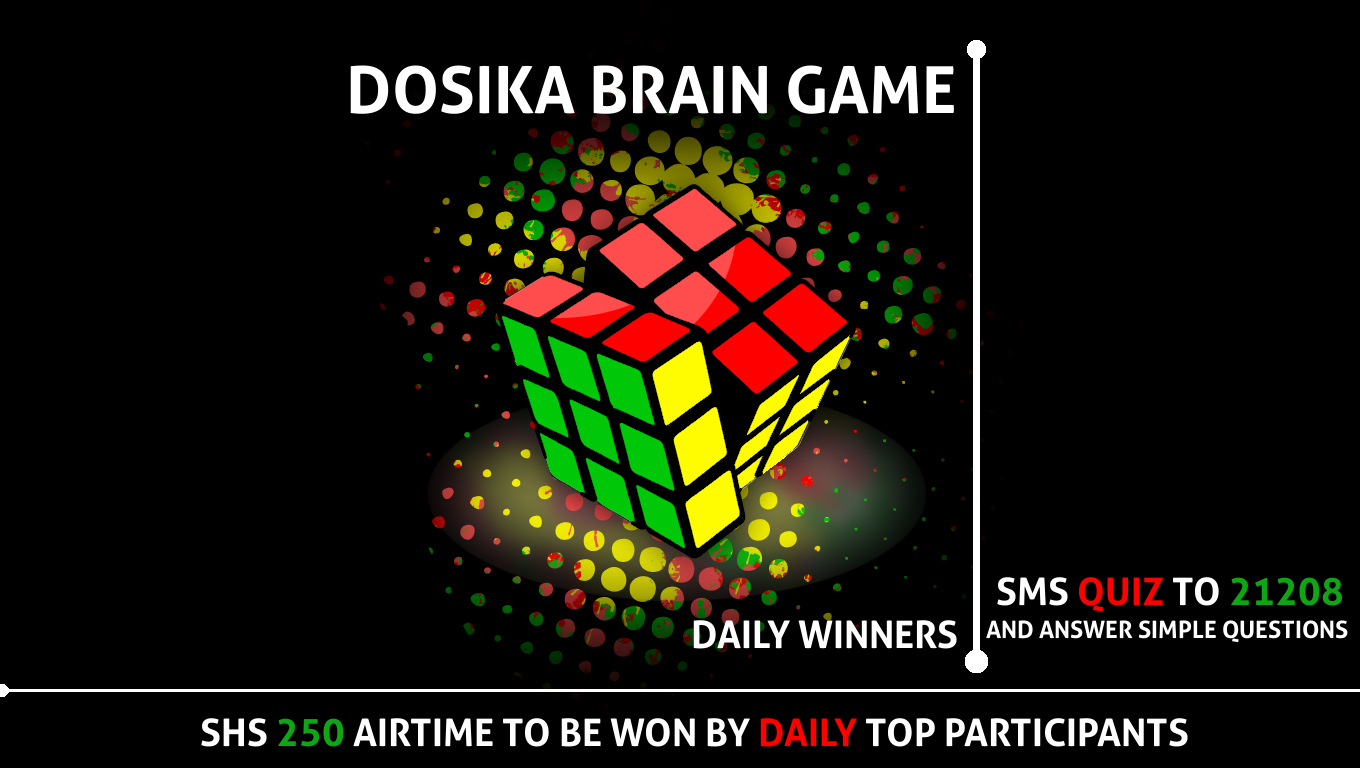 DOSIKA BRAIN GAME
SMS QUIZ TO 21208
AND ANSWER SIMPLE QUESTIONS
DAILY WINNERS
SHS 250 AIRTIME TO BE WON BY DAILY TOP PARTICIPANTS